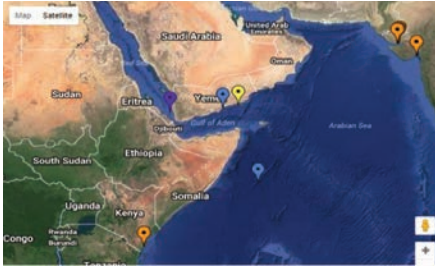 Map Satellite
United Arab
Emirates
Saudi Arabia
Oman
Sudan
Eritrea
Yeme
Gulf of Aden
Arabian Sea
Djibouti
Ethiopia
South Sudan
Somalia
Uganda
Kenya
Congo
Rwanda
Burundi
Tanzania